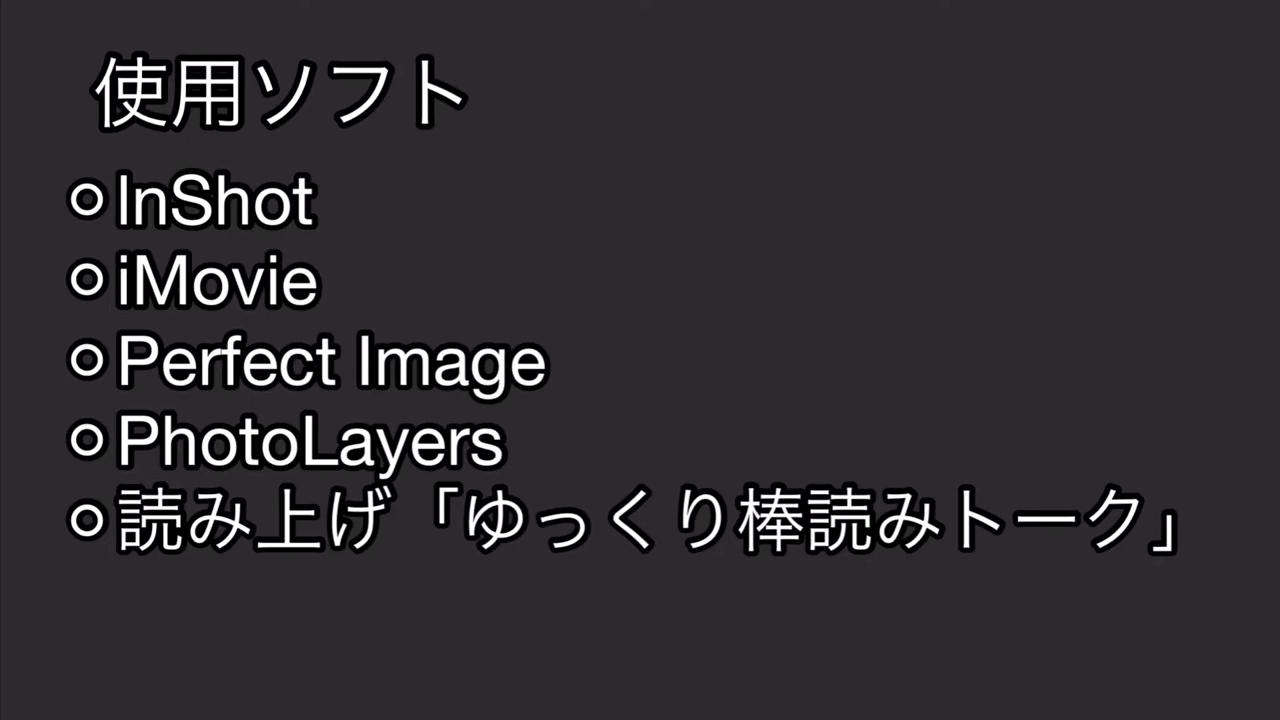 使用ソフト
○InShot
○iMovie
○Perfect Image
○PhotoLayers
○読み上げ「ゆっくり棒読みトーク」